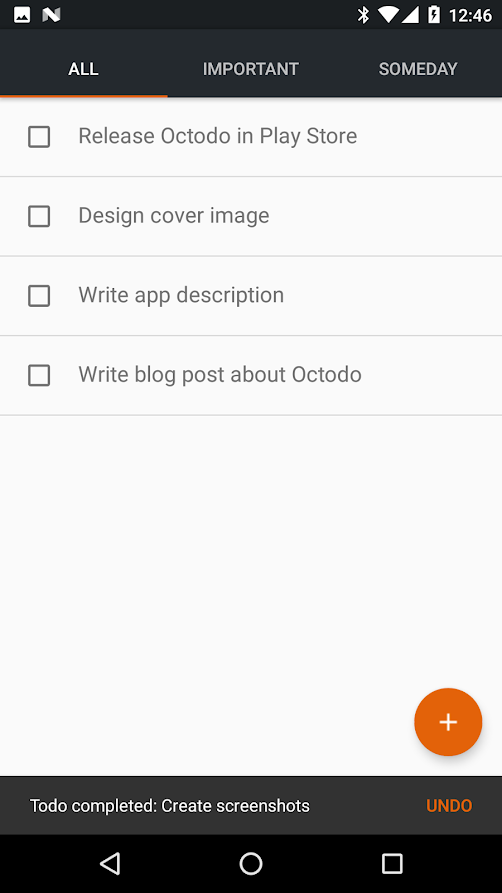 12:46
ALL
IMPORTANT
SOMEDAY
Release Octodo in Play Store
Design cover image
Write app description
Write blog post about Octodo
Todo completed: Create screenshots
UNDO